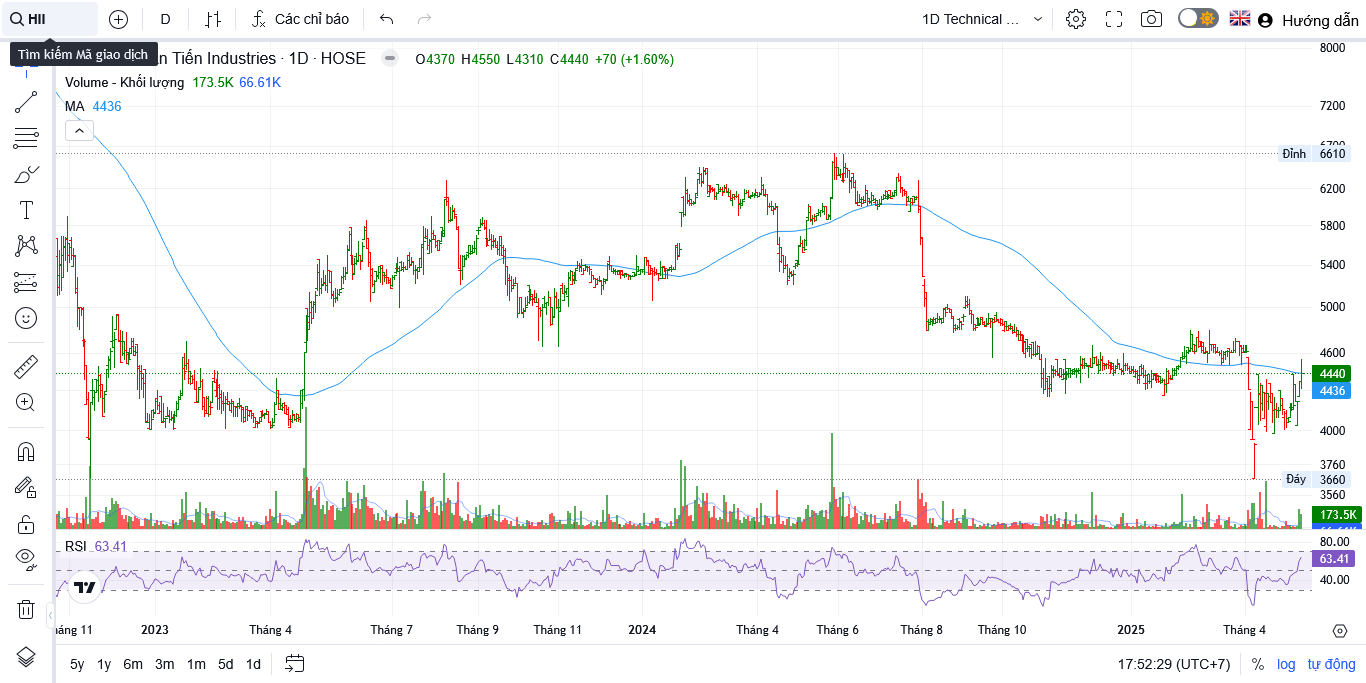 HII D Các chỉ báo 1D Technical ... Hướng dẫn
Tìm kiếm Mã giao dịch
Tiến Industries · 1D · HOSE O4370 H4550 L4310 C4440 +70 (+1.60%)
Volume - Khối lượng 173.5K 66.61K
MA 4436
8000
7200
Đỉnh 6610
6200
5800
5400
5000
4600
4440
4436
4000
3760
Đáy 3660
3560
173.5K
RSI 63.41
80.00
63.41
40.00
11 2023 Tháng 4 Tháng 7 Tháng 9 Tháng 11 2024 Tháng 4 Tháng 6 Tháng 8 Tháng 10 2025 Tháng 4
5y 1y 6m 3m 1m 5d 1d 17:52:29 (UTC+7) % log tự động